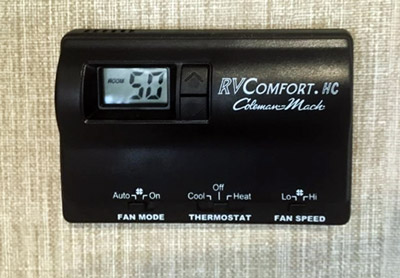 ROOM 50
RVCOMFORT.HC
Coleman-Mach
Off
Auto On Cool Heat Lo Hi
FAN MODE THERMOSTAT FAN SPEED